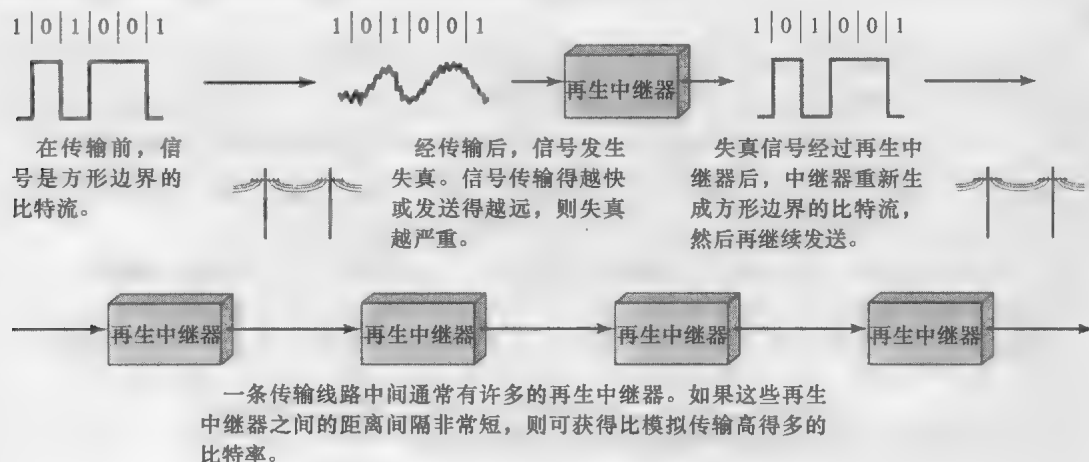 1|0|1|0|0|1
1|0|1|0|0|1
1|0|1|0|0|1
再生中继器
在传输前，信
号是方形边界的
比特流。
经传输后，信号发生
失真。信号传输得越快
或发送得越远，则失真
越严重。
失真信号经过再生中
继器后，中继器重新生
成方形边界的比特流，
然后再继续发送。
再生中继器
再生中继器
再生中继器
再生中继器
一条传输线路中间通常有许多的再生中继器。如果这些再生
中继器之间的距离间隔非常短，则可获得比模拟传输高得多的
比特率。